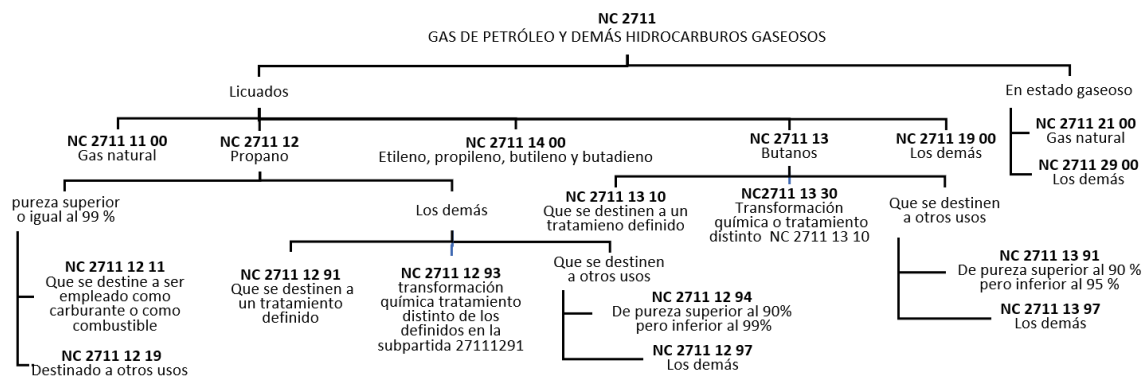 NC 2711
GAS DE PETRÓLEO Y DEMÁS HIDROCARBUROS GASEOSOS
Licuados
En estado gaseoso
NC 2711 11 00
Gas natural
NC 2711 12
Propano
NC 2711 14 00
Etileno, propileno, butileno y butadieno
NC 2711 13
Butanos
NC 2711 19 00
Los demás
NC 2711 21 00
Gas natural
NC 2711 29 00
Los demás
pureza superior
o igual al 99 %
Los demás
NC 2711 13 10
Que se destinen a un
tratamieno definido
NC2711 13 30
Transformación
química o tratamiento
distinto  NC 2711 13 10
Que se destinen
a otros usos
NC 2711 12 11
Que se destine a ser
empleado como
carburante o como
combustible
NC 2711 12 19
Destinado a otros usos
NC 2711 12 91
Que se destinen a
un tratamiento
definido
NC 2711 12 93
transformación
química tratamiento
distinto de los
definidos en la
subpartida 27111291
Que se destinen
a otros usos
NC 2711 12 94
De pureza superior al 90%
pero inferior al 99%
NC 2711 12 97
Los demás
NC 2711 13 91
De pureza superior al 90 %
pero inferior al 95 %
NC 2711 13 97
Los demás